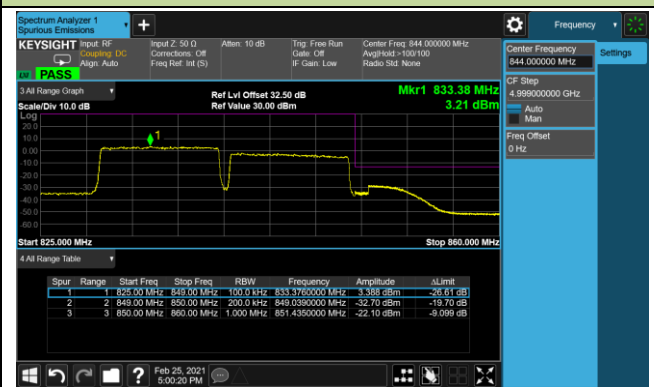 Spectrum Analyzer 1
Spurious Emissions
+
Frequency
KEYSIGHT
Input: RF
Coupling: DC
Align: Auto
Input Z: 50 Ω
Corrections: Off
Freq Ref: Int (S)
Atten: 10 dB
Trig: Free Run
Gate: Off
IF Gain: Low
Center Freq: 844.000000 MHz
Avg|Hold:>100/100
Radio Std: None
LXI
PASS
Center Frequency
844.000000 MHz
Settings
CF Step
4.999000000 GHz
Auto
Man
Freq Offset
0 Hz
3 All Range Graph
Ref Lvl Offset 32.50 dB
Mkr1 833.38 MHz
Scale/Div 10.0 dB
Ref Value 30.00 dBm
3.21 dBm
Log
20.0
10.0
0.00
-10.0
-20.0
-30.0
-40.0
-50.0
-60.0
1
Start 825.000 MHz
Stop 860.000 MHz
4 All Range Table
Spur Range Start Freq Stop Freq RBW Frequency Amplitude ΔLimit
1 1 825.00 MHz 849.00 MHz 100.0 kHz 833.3760000 MHz 3.388 dBm -26.61 dB
2 2 849.00 MHz 850.00 MHz 200.0 kHz 849.0390000 MHz -32.70 dBm -19.70 dB
3 3 850.00 MHz 860.00 MHz 1.000 MHz 851.4350000 MHz -22.10 dBm -9.099 dB
?
Feb 25, 2021
5:00:20 PM